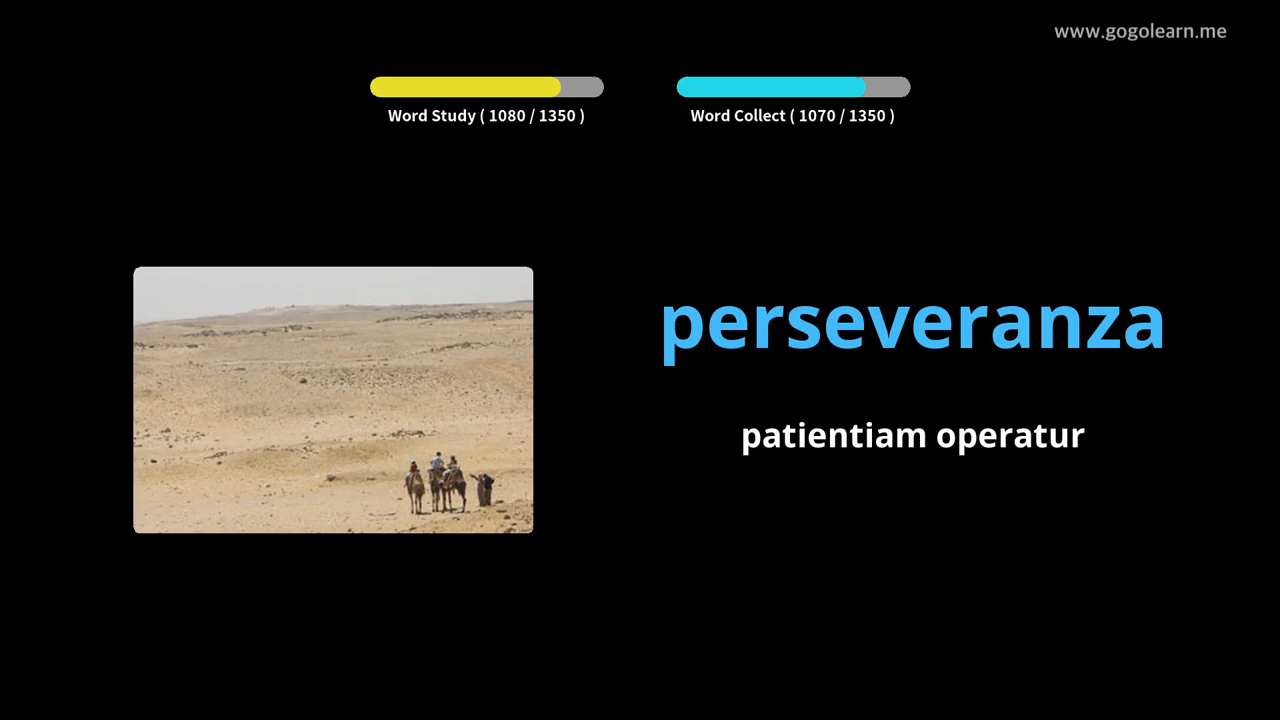 www.gogolearn.me
Word Study ( 1080 / 1350 )
Word Collect ( 1070 / 1350 )
perseveranza
patientiam operatur